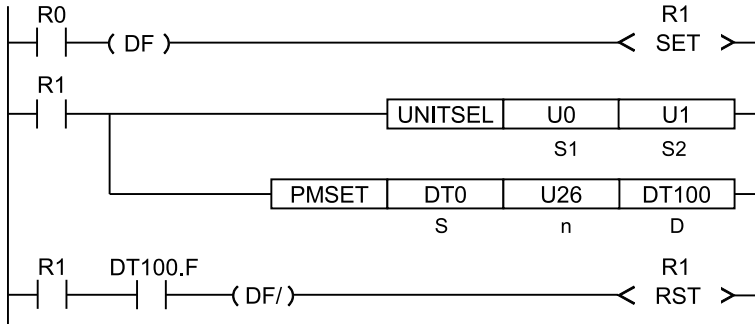 R0 R1
( DF ) < SET >
R1
UNITSEL U0 U1
S1 S2
PMSET DT0 U26 DT100
S n D
R1 DT100.F R1
( DF/ ) < RST >